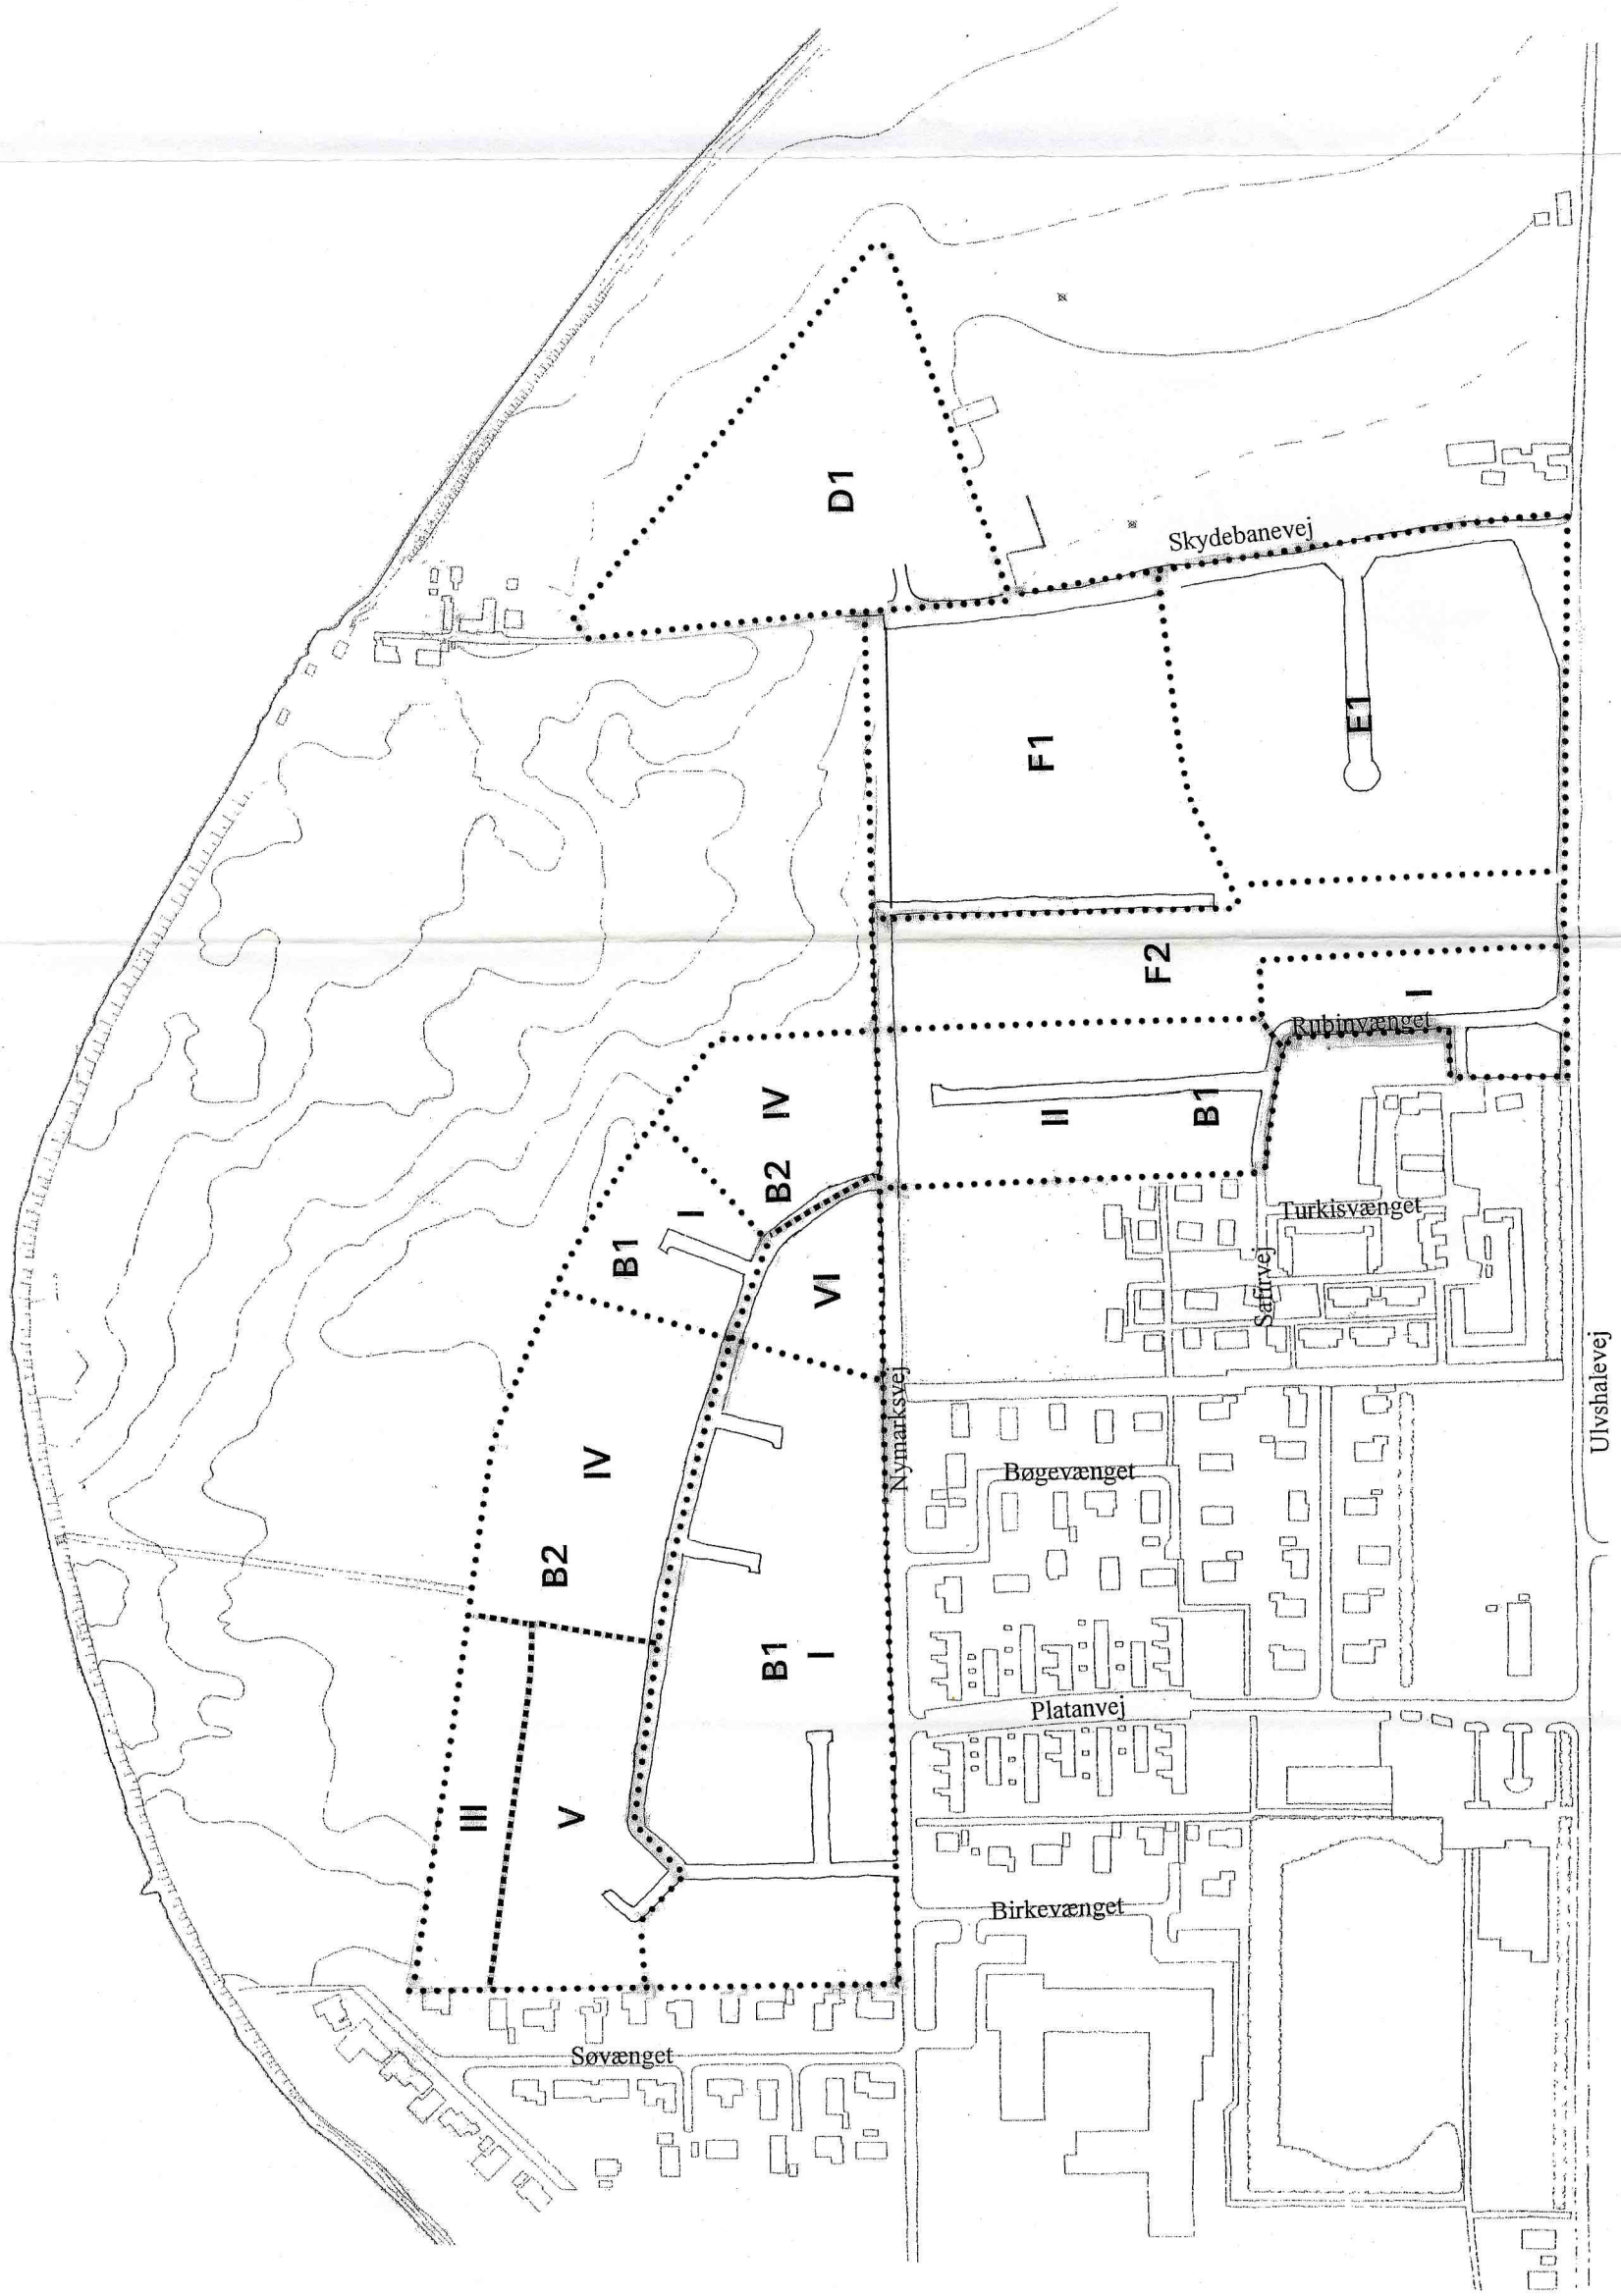 D1
Skydebanevej
F1
E1
F2
I
Rubinvænget
IV
II
B1
B2
I
B1
VI
Turkisvænget
Safirvej
Ulvshalevej
Nymarksvej
IV
Bøgevænget
B2
B1
I
Platanvej
III
V
Birkevænget
Søvænget